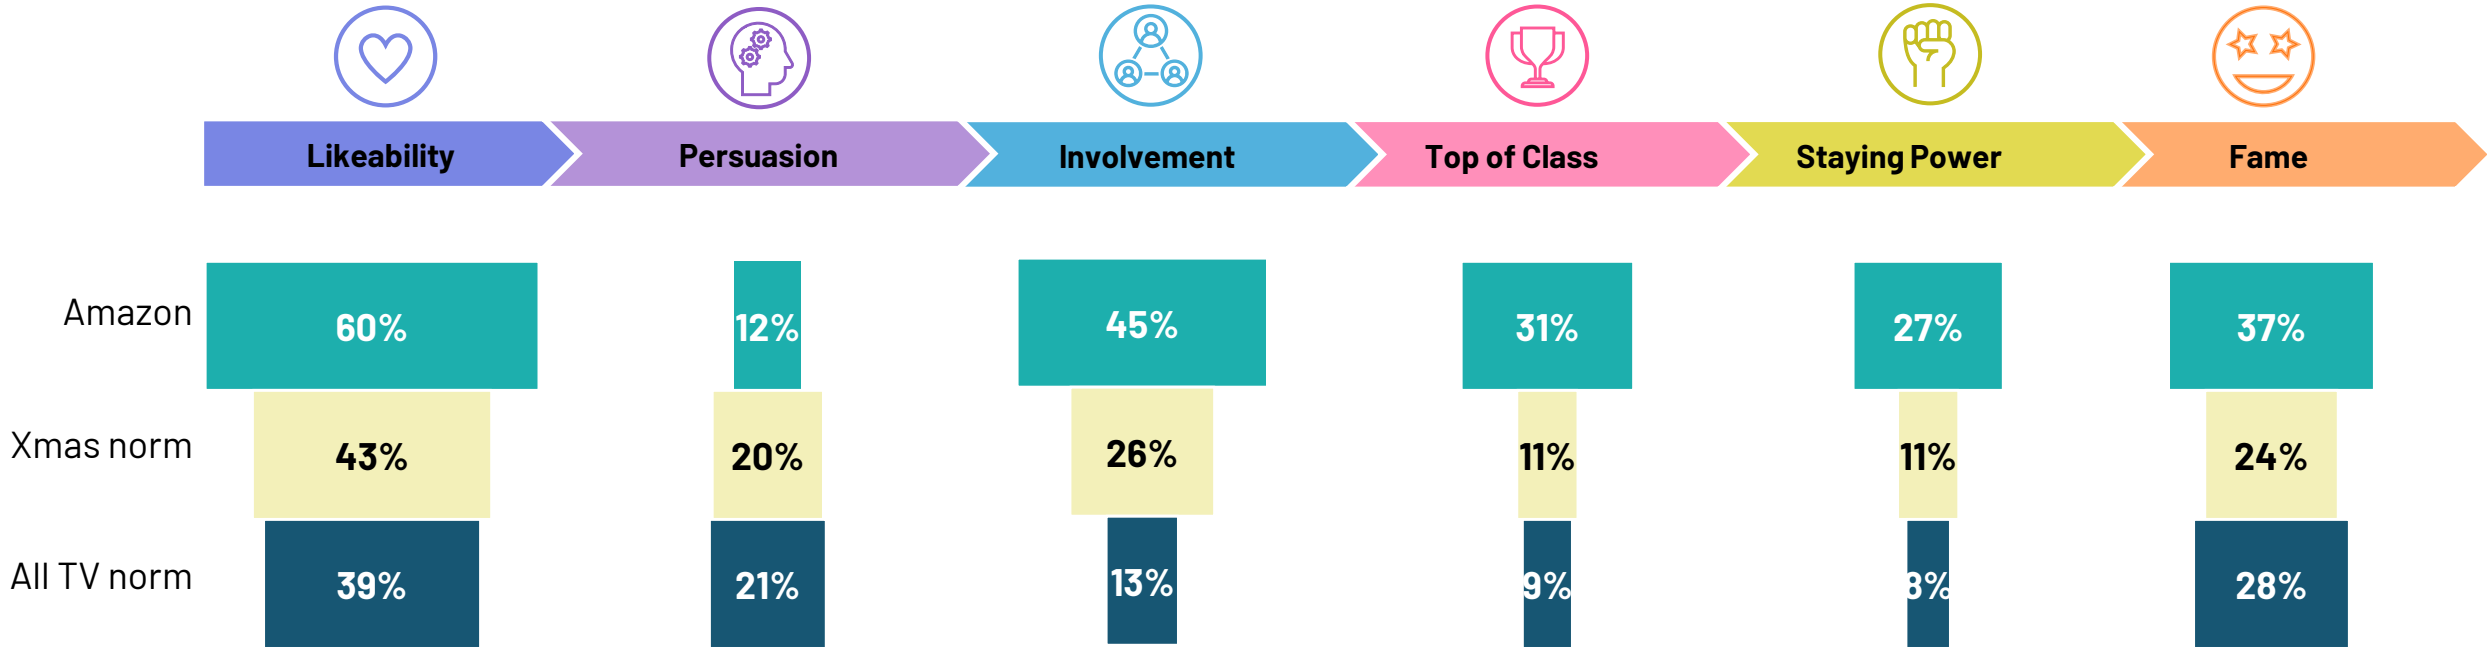 Likeability Persuasion Involvement Top of Class Staying Power Fame
Amazon 60% 12% 45% 31% 27% 37%
Xmas norm 43% 20% 26% 11% 11% 24%
All TV norm 39% 21% 13% 9% 8% 28%